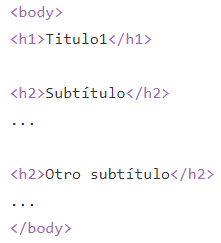 <body>
<h1>Titulo1</h1>
<h2>Subtítulo</h2>
...
<h2>Otro subtítulo</h2>
...
</body>